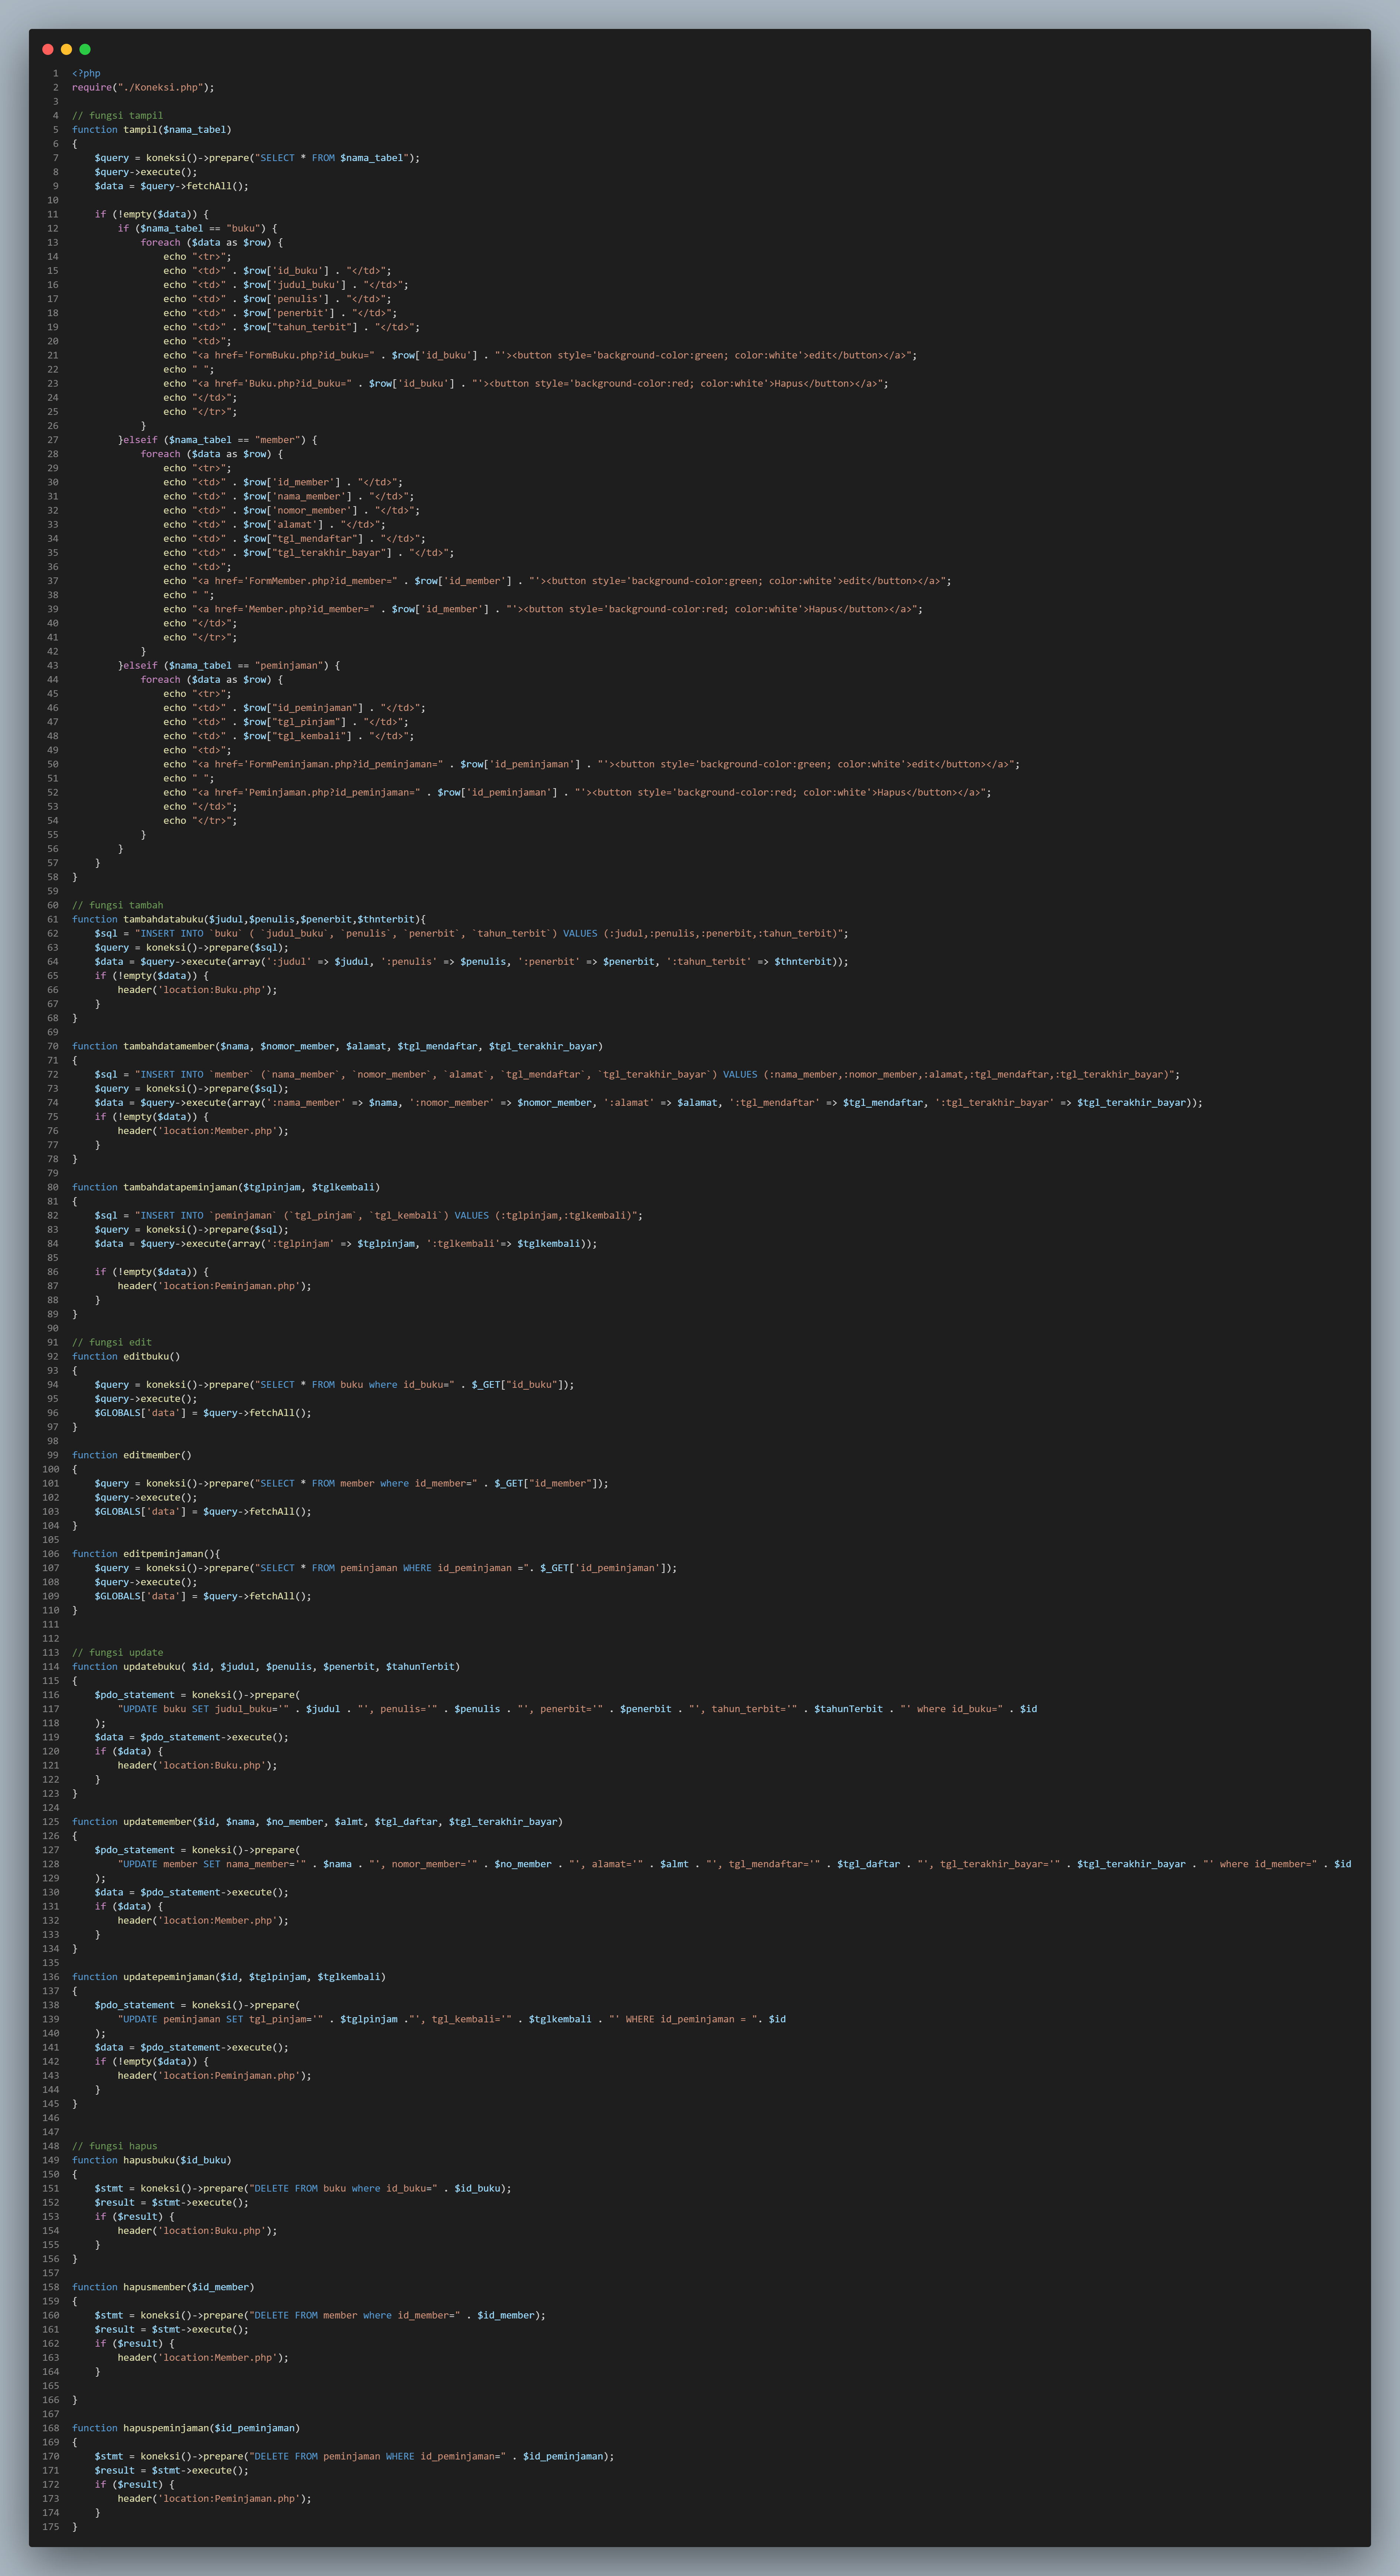 1 <?php
2 require("./Koneksi.php");
3
4 // fungsi tampil
5 function tampil($nama_tabel)
6 {
7     $query = koneksi()->prepare("SELECT * FROM $nama_tabel");
8     $query->execute();
9     $data = $query->fetchAll();
10
11     if (!empty($data)) {
12         if ($nama_tabel == "buku") {
13             foreach ($data as $row) {
14                 echo "<tr>";
15                 echo "<td>" . $row['id_buku'] . "</td>";
16                 echo "<td>" . $row['judul_buku'] . "</td>";
17                 echo "<td>" . $row['penulis'] . "</td>";
18                 echo "<td>" . $row['penerbit'] . "</td>";
19                 echo "<td>" . $row["tahun_terbit"] . "</td>";
20                 echo "<td>";
21                 echo "<a href='FormBuku.php?id_buku=" . $row['id_buku'] . "'><button style='background-color:green; color:white'>edit</button></a>";
22                 echo " ";
23                 echo "<a href='Buku.php?id_buku=" . $row['id_buku'] . "'><button style='background-color:red; color:white'>Hapus</button></a>";
24                 echo "</td>";
25                 echo "</tr>";
26             }
27         }elseif ($nama_tabel == "member") {
28             foreach ($data as $row) {
29                 echo "<tr>";
30                 echo "<td>" . $row['id_member'] . "</td>";
31                 echo "<td>" . $row['nama_member'] . "</td>";
32                 echo "<td>" . $row['nomor_member'] . "</td>";
33                 echo "<td>" . $row['alamat'] . "</td>";
34                 echo "<td>" . $row["tgl_mendaftar"] . "</td>";
35                 echo "<td>" . $row["tgl_terakhir_bayar"] . "</td>";
36                 echo "<td>";
37                 echo "<a href='FormMember.php?id_member=" . $row['id_member'] . "'><button style='background-color:green; color:white'>edit</button></a>";
38                 echo " ";
39                 echo "<a href='Member.php?id_member=" . $row['id_member'] . "'><button style='background-color:red; color:white'>Hapus</button></a>";
40                 echo "</td>";
41                 echo "</tr>";
42             }
43         }elseif ($nama_tabel == "peminjaman") {
44             foreach ($data as $row) {
45                 echo "<tr>";
46                 echo "<td>" . $row["id_peminjaman"] . "</td>";
47                 echo "<td>" . $row["tgl_pinjam"] . "</td>";
48                 echo "<td>" . $row["tgl_kembali"] . "</td>";
49                 echo "<td>";
50                 echo "<a href='FormPeminjaman.php?id_peminjaman=" . $row['id_peminjaman'] . "'><button style='background-color:green; color:white'>edit</button></a>";
51                 echo " ";
52                 echo "<a href='Peminjaman.php?id_peminjaman=" . $row['id_peminjaman'] . "'><button style='background-color:red; color:white'>Hapus</button></a>";
53                 echo "</td>";
54                 echo "</tr>";
55             }
56         }
57     }
58 }
59
60 // fungsi tambah
61 function tambahdatabuku($judul,$penulis,$penerbit,$thnterbit){
62     $sql = "INSERT INTO `buku` ( `judul_buku`, `penulis`, `penerbit`, `tahun_terbit`) VALUES (:judul,:penulis,:penerbit,:tahun_terbit)";
63     $query = koneksi()->prepare($sql);
64     $data = $query->execute(array(':judul' => $judul, ':penulis' => $penulis, ':penerbit' => $penerbit, ':tahun_terbit' => $thnterbit));
65     if (!empty($data)) {
66         header('location:Buku.php');
67     }
68 }
69
70 function tambahdatamember($nama, $nomor_member, $alamat, $tgl_mendaftar, $tgl_terakhir_bayar)
71 {
72     $sql = "INSERT INTO `member` (`nama_member`, `nomor_member`, `alamat`, `tgl_mendaftar`, `tgl_terakhir_bayar`) VALUES (:nama_member,:nomor_member,:alamat,:tgl_mendaftar,:tgl_terakhir_bayar)";
73     $query = koneksi()->prepare($sql);
74     $data = $query->execute(array(':nama_member' => $nama, ':nomor_member' => $nomor_member, ':alamat' => $alamat, ':tgl_mendaftar' => $tgl_mendaftar, ':tgl_terakhir_bayar' => $tgl_terakhir_bayar));
75     if (!empty($data)) {
76         header('location:Member.php');
77     }
78 }
79
80 function tambahdatapeminjaman($tglpinjam, $tglkembali)
81 {
82     $sql = "INSERT INTO `peminjaman` (`tgl_pinjam`, `tgl_kembali`) VALUES (:tglpinjam,:tglkembali)";
83     $query = koneksi()->prepare($sql);
84     $data = $query->execute(array(':tglpinjam' => $tglpinjam, ':tglkembali'=> $tglkembali));
85
86     if (!empty($data)) {
87         header('location:Peminjaman.php');
88     }
89 }
90
91 // fungsi edit
92 function editbuku()
93 {
94     $query = koneksi()->prepare("SELECT * FROM buku where id_buku=" . $_GET["id_buku"]);
95     $query->execute();
96     $GLOBALS['data'] = $query->fetchAll();
97 }
98
99 function editmember()
100 {
101     $query = koneksi()->prepare("SELECT * FROM member where id_member=" . $_GET["id_member"]);
102     $query->execute();
103     $GLOBALS['data'] = $query->fetchAll();
104 }
105
106 function editpeminjaman(){
107     $query = koneksi()->prepare("SELECT * FROM peminjaman WHERE id_peminjaman =". $_GET['id_peminjaman']);
108     $query->execute();
109     $GLOBALS['data'] = $query->fetchAll();
110 }
111
112
113 // fungsi update
114 function updatebuku( $id, $judul, $penulis, $penerbit, $tahunTerbit)
115 {
116     $pdo_statement = koneksi()->prepare(
117         "UPDATE buku SET judul_buku='" . $judul . "', penulis='" . $penulis . "', penerbit='" . $penerbit . "', tahun_terbit='" . $tahunTerbit . "' where id_buku=" . $id
118     );
119     $data = $pdo_statement->execute();
120     if ($data) {
121         header('location:Buku.php');
122     }
123 }
124
125 function updatemember($id, $nama, $no_member, $almt, $tgl_daftar, $tgl_terakhir_bayar)
126 {
127     $pdo_statement = koneksi()->prepare(
128         "UPDATE member SET nama_member='" . $nama . "', nomor_member='" . $no_member . "', alamat='" . $almt . "', tgl_mendaftar='" . $tgl_daftar . "', tgl_terakhir_bayar='" . $tgl_terakhir_bayar . "' where id_member=" . $id
129     );
130     $data = $pdo_statement->execute();
131     if ($data) {
132         header('location:Member.php');
133     }
134 }
135
136 function updatepeminjaman($id, $tglpinjam, $tglkembali)
137 {
138     $pdo_statement = koneksi()->prepare(
139         "UPDATE peminjaman SET tgl_pinjam='" . $tglpinjam ."', tgl_kembali='" . $tglkembali . "' WHERE id_peminjaman = ". $id
140     );
141     $data = $pdo_statement->execute();
142     if (!empty($data)) {
143         header('location:Peminjaman.php');
144     }
145 }
146
147
148 // fungsi hapus
149 function hapusbuku($id_buku)
150 {
151     $stmt = koneksi()->prepare("DELETE FROM buku where id_buku=" . $id_buku);
152     $result = $stmt->execute();
153     if ($result) {
154         header('location:Buku.php');
155     }
156 }
157
158 function hapusmember($id_member)
159 {
160     $stmt = koneksi()->prepare("DELETE FROM member where id_member=" . $id_member);
161     $result = $stmt->execute();
162     if ($result) {
163         header('location:Member.php');
164     }
165
166 }
167
168 function hapuspeminjaman($id_peminjaman)
169 {
170     $stmt = koneksi()->prepare("DELETE FROM peminjaman WHERE id_peminjaman=" . $id_peminjaman);
171     $result = $stmt->execute();
172     if ($result) {
173         header('location:Peminjaman.php');
174     }
175 }